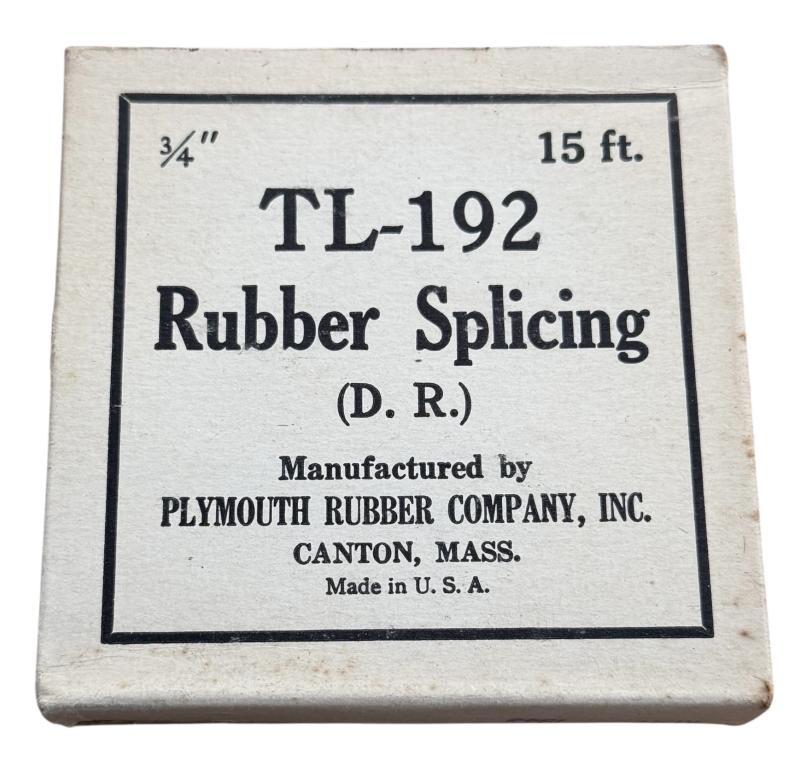 3/4" 15 ft.
TL-192
Rubber Splicing
(D. R.)
Manufactured by
PLYMOUTH RUBBER COMPANY, INC.
CANTON, MASS.
Made in U. S. A.